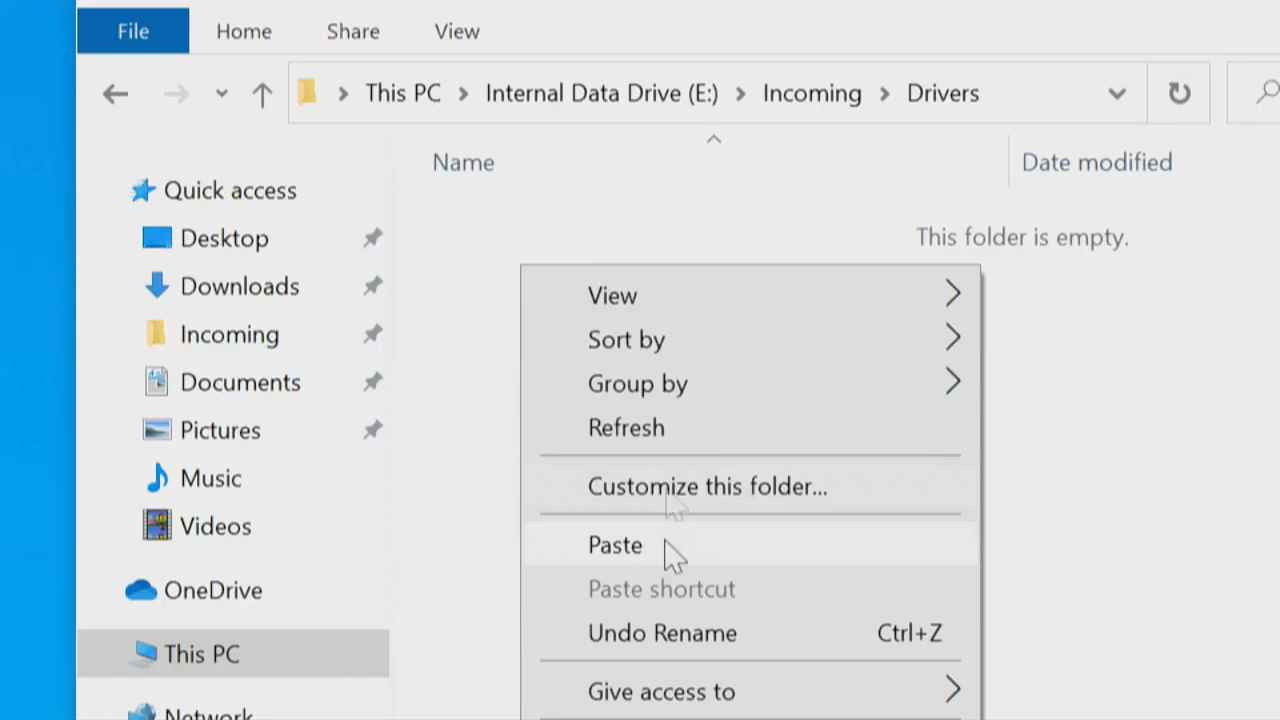 File Home Share View
This PC Internal Data Drive (E:) Incoming Drivers
Name Date modified
Quick access
This folder is empty.
Desktop
Downloads
Incoming
Documents
Pictures
Music
Videos
OneDrive
This PC
Network
View
Sort by
Group by
Refresh
Customize this folder...
Paste
Paste shortcut
Undo Rename Ctrl+Z
Give access to